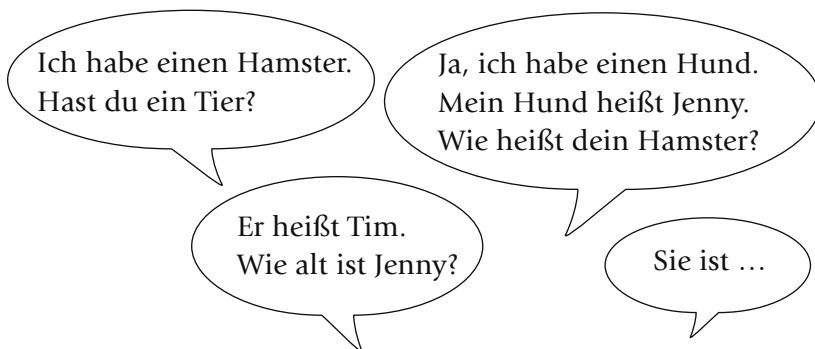 Ich habe einen Hamster.
Hast du ein Tier?
Ja, ich habe einen Hund.
Mein Hund heißt Jenny.
Wie heißt dein Hamster?
Er heißt Tim.
Wie alt ist Jenny?
Sie ist …